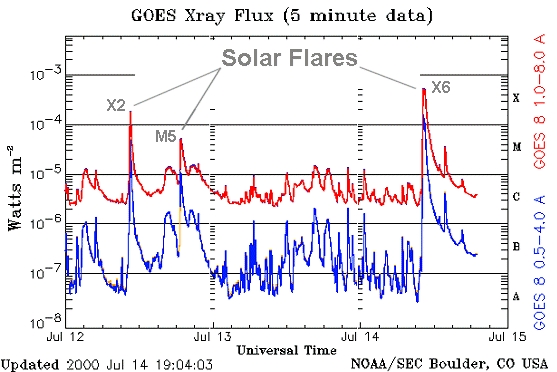 GOES Xray Flux (5 minute data)
Solar Flares
X2
M5
X6
10⁻³
10⁻⁴
10⁻⁵
10⁻⁶
10⁻⁷
10⁻⁸
Watts m⁻²
X
M
C
B
A
GOES 8 1.0-8.0 A
GOES 8 0.5-4.0 A
Jul 12
Jul 13
Jul 14
Jul 15
Universal Time
Updated 2000 Jul 14 19:04:03
NOAA/SEC Boulder, CO USA